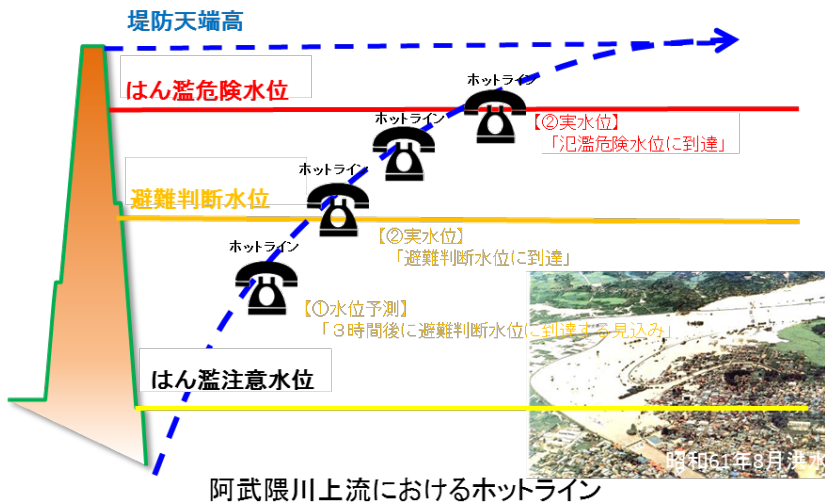 堤防天端高
はん濫危険水位
ホットライン
【②実水位】
「氾濫危険水位に到達」
ホットライン
ホットライン
避難判断水位
【②実水位】
「避難判断水位に到達」
ホットライン
【①水位予測】
「３時間後に避難判断水位に到達する見込み」
はん濫注意水位
昭和61年8月洪水
阿武隈川上流におけるホットライン